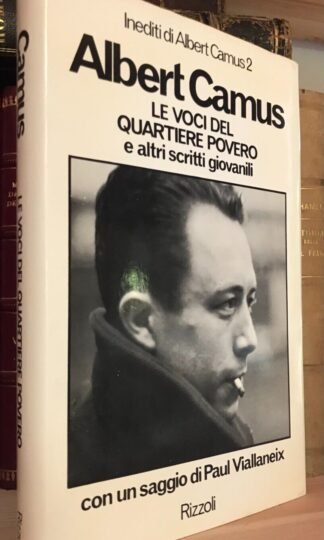 Inediti di Albert Camus 2
Albert Camus
LE VOCI DEL
QUARTIERE POVERO
e altri scritti giovanili
con un saggio di Paul Viallaneix
Rizzoli
Camus
LE VOCI DEL QUARTIERE POVERO